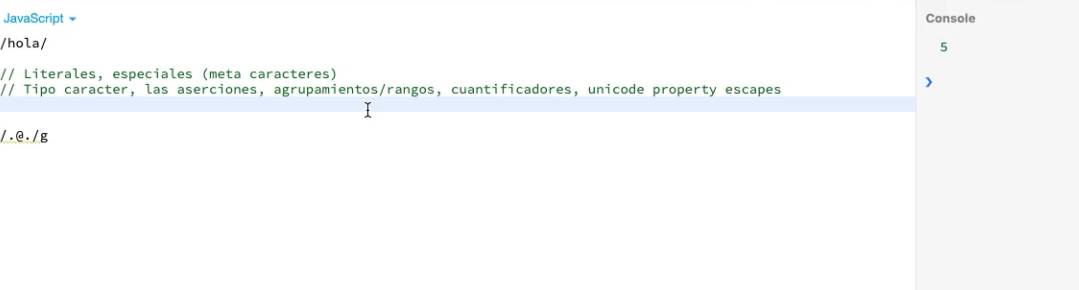 JavaScript
Console
/hola/
5
// Literales, especiales (meta caracteres)
// Tipo caracter, las aserciones, agrupamientos/rangos, cuantificadores, unicode property escapes
/.@./g